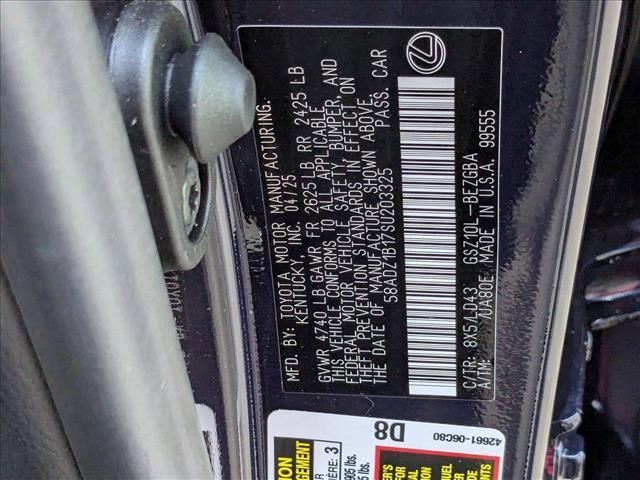 MFD. BY: TOYOTA MOTOR MANUFACTURING.
KENTUCKY, INC. 04/25
GVWR 4740 LB GAWR FR 2625 LB RR 2425 LB
THIS VEHICLE CONFORMS TO ALL APPLICABLE
FEDERAL MOTOR VEHICLE SAFETY, BUMPER, AND
THEFT PREVENTION STANDARDS IN EFFECT ON
THE DATE OF MANUFACTURE SHOWN ABOVE.
58ADZ1B17SU203325 PASS. CAR
C/TR: 8X5/LD43 GSZ10L-BEZGBA
A/TM: -/UA80E MADE IN U.S.A. 99555
D8
42661-06C80
3